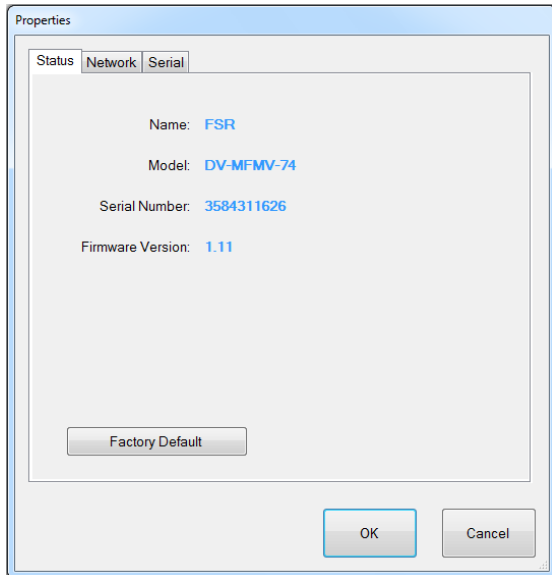 Properties
Status Network Serial
Name: FSR
Model: DV-MFMV-74
Serial Number: 3584311626
Firmware Version: 1.11
Factory Default
OK Cancel